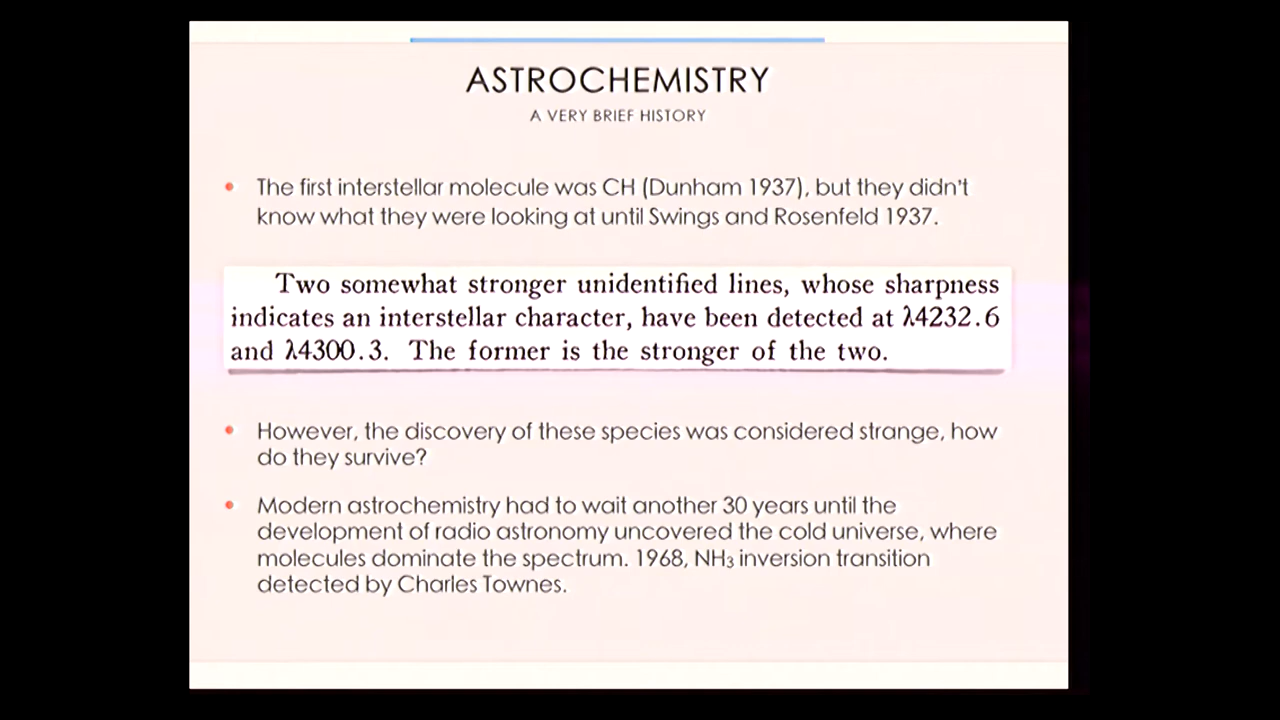 ASTROCHEMISTRY
A VERY BRIEF HISTORY
• The first interstellar molecule was CH (Dunham 1937), but they didn't
know what they were looking at until Swings and Rosenfeld 1937.
Two somewhat stronger unidentified lines, whose sharpness
indicates an interstellar character, have been detected at λ4232.6
and λ4300.3. The former is the stronger of the two.
• However, the discovery of these species was considered strange, how
do they survive?
• Modern astrochemistry had to wait another 30 years until the
development of radio astronomy uncovered the cold universe, where
molecules dominate the spectrum. 1968, NH₃ inversion transition
detected by Charles Townes.